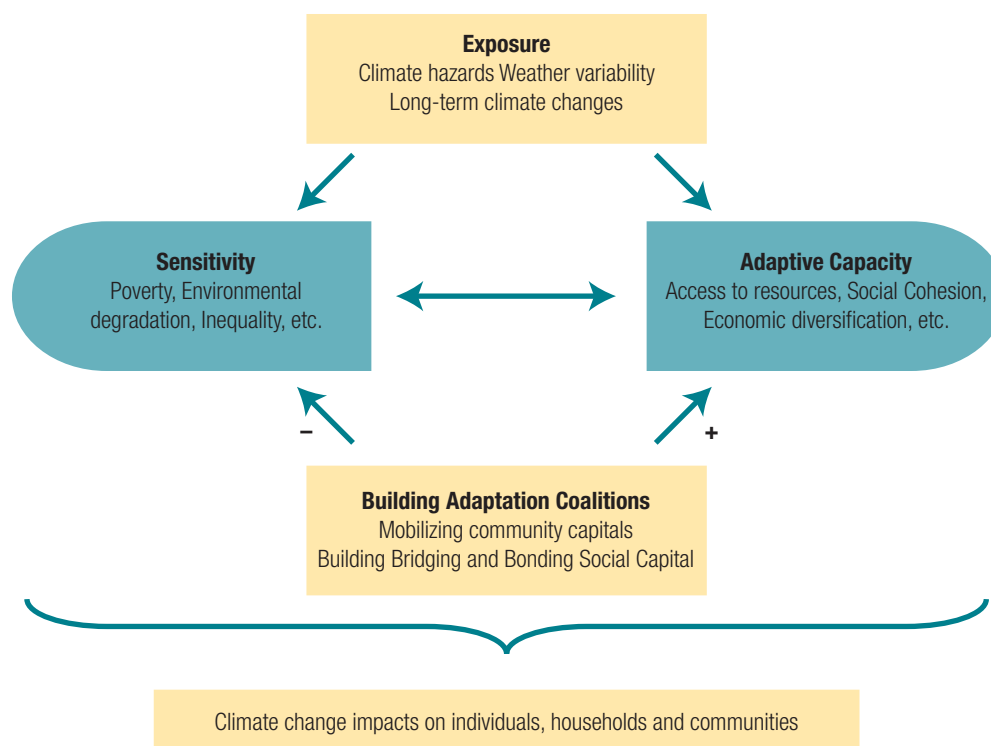 Exposure
Climate hazards Weather variability
Long-term climate changes
Sensitivity
Poverty, Environmental
degradation, Inequality, etc.
Adaptive Capacity
Access to resources, Social Cohesion,
Economic diversification, etc.
–
+
Building Adaptation Coalitions
Mobilizing community capitals
Building Bridging and Bonding Social Capital
Climate change impacts on individuals, households and communities